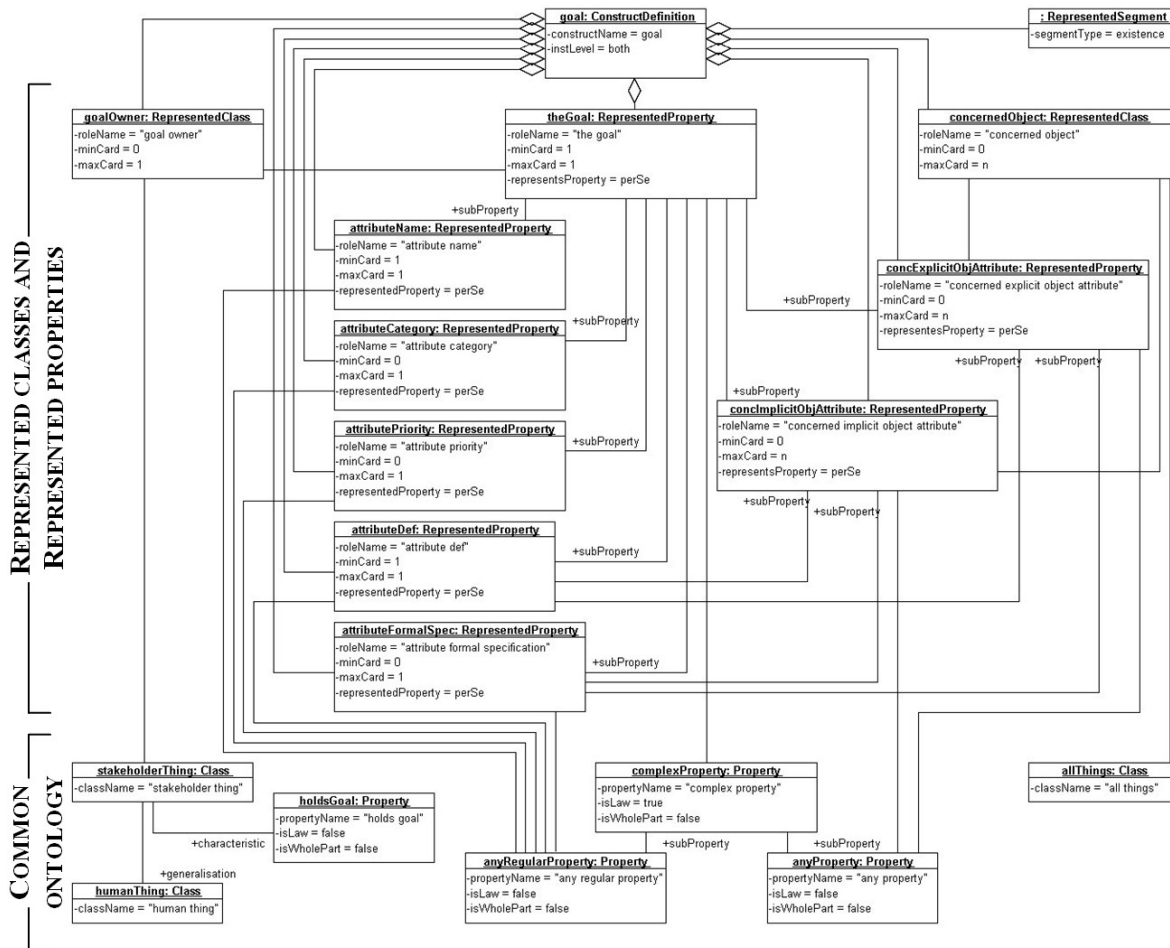 goal: ConstructDefinition
-constructName = goal
-instLevel = both
: RepresentedSegment
-segmentType = existence
REPRESENTED CLASSES AND
REPRESENTED PROPERTIES
goalOwner: RepresentedClass
-roleName = "goal owner"
-minCard = 0
-maxCard = 1
theGoal: RepresentedProperty
-roleName = "the goal"
-minCard = 1
-maxCard = 1
-representsProperty = perSe
concernedObject: RepresentedClass
-roleName = "concerned object"
-minCard = 0
-maxCard = n
+subProperty
attributeName: RepresentedProperty
-roleName = "attribute name"
-minCard = 1
-maxCard = 1
-representedProperty = perSe
concExplicitObjAttribute: RepresentedProperty
-roleName = "concerned explicit object attribute"
-minCard = 0
-maxCard = n
-representesProperty = perSe
+subProperty
+subProperty
attributeCategory: RepresentedProperty
-roleName = "attribute category"
-minCard = 0
-maxCard = 1
-representedProperty = perSe
+subProperty
+subProperty
+subProperty
concImplicitObjAttribute: RepresentedProperty
-roleName = "concerned implicit object attribute"
-minCard = 0
-maxCard = n
-representsProperty = perSe
attributePriority: RepresentedProperty
-roleName = "attribute priority"
-minCard = 0
-maxCard = 1
-representedProperty = perSe
+subProperty
+subProperty
+subProperty
attributeDef: RepresentedProperty
-roleName = "attribute def"
-minCard = 1
-maxCard = 1
-representedProperty = perSe
+subProperty
attributeFormalSpec: RepresentedProperty
-roleName = "attribute formal specification"
-minCard = 0
-maxCard = 1
-representedProperty = perSe
+subProperty
COMMON
ONTOLOGY
stakeholderThing: Class
-className = "stakeholder thing"
holdsGoal: Property
-propertyName = "holds goal"
-isLaw = false
-isWholePart = false
+characteristic
+generalisation
humanThing: Class
-className = "human thing"
complexProperty: Property
-propertyName = "complex property"
-isLaw = true
-isWholePart = false
allThings: Class
-className = "all things"
+subProperty
+subProperty
anyRegularProperty: Property
-propertyName = "any regular property"
-isLaw = false
-isWholePart = false
anyProperty: Property
-propertyName = "any property"
-isLaw = false
-isWholePart = false